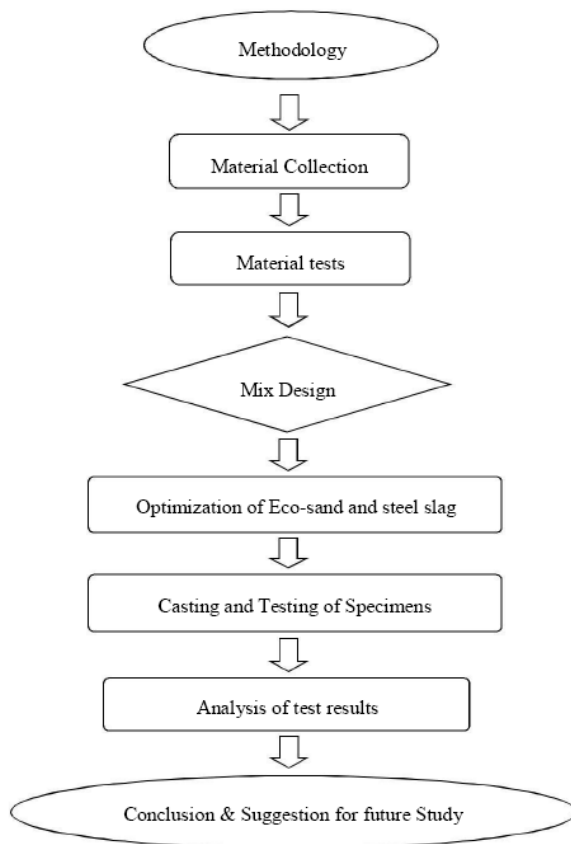 Methodology
Material Collection
Material tests
Mix Design
Optimization of Eco-sand and steel slag
Casting and Testing of Specimens
Analysis of test results
Conclusion & Suggestion for future Study